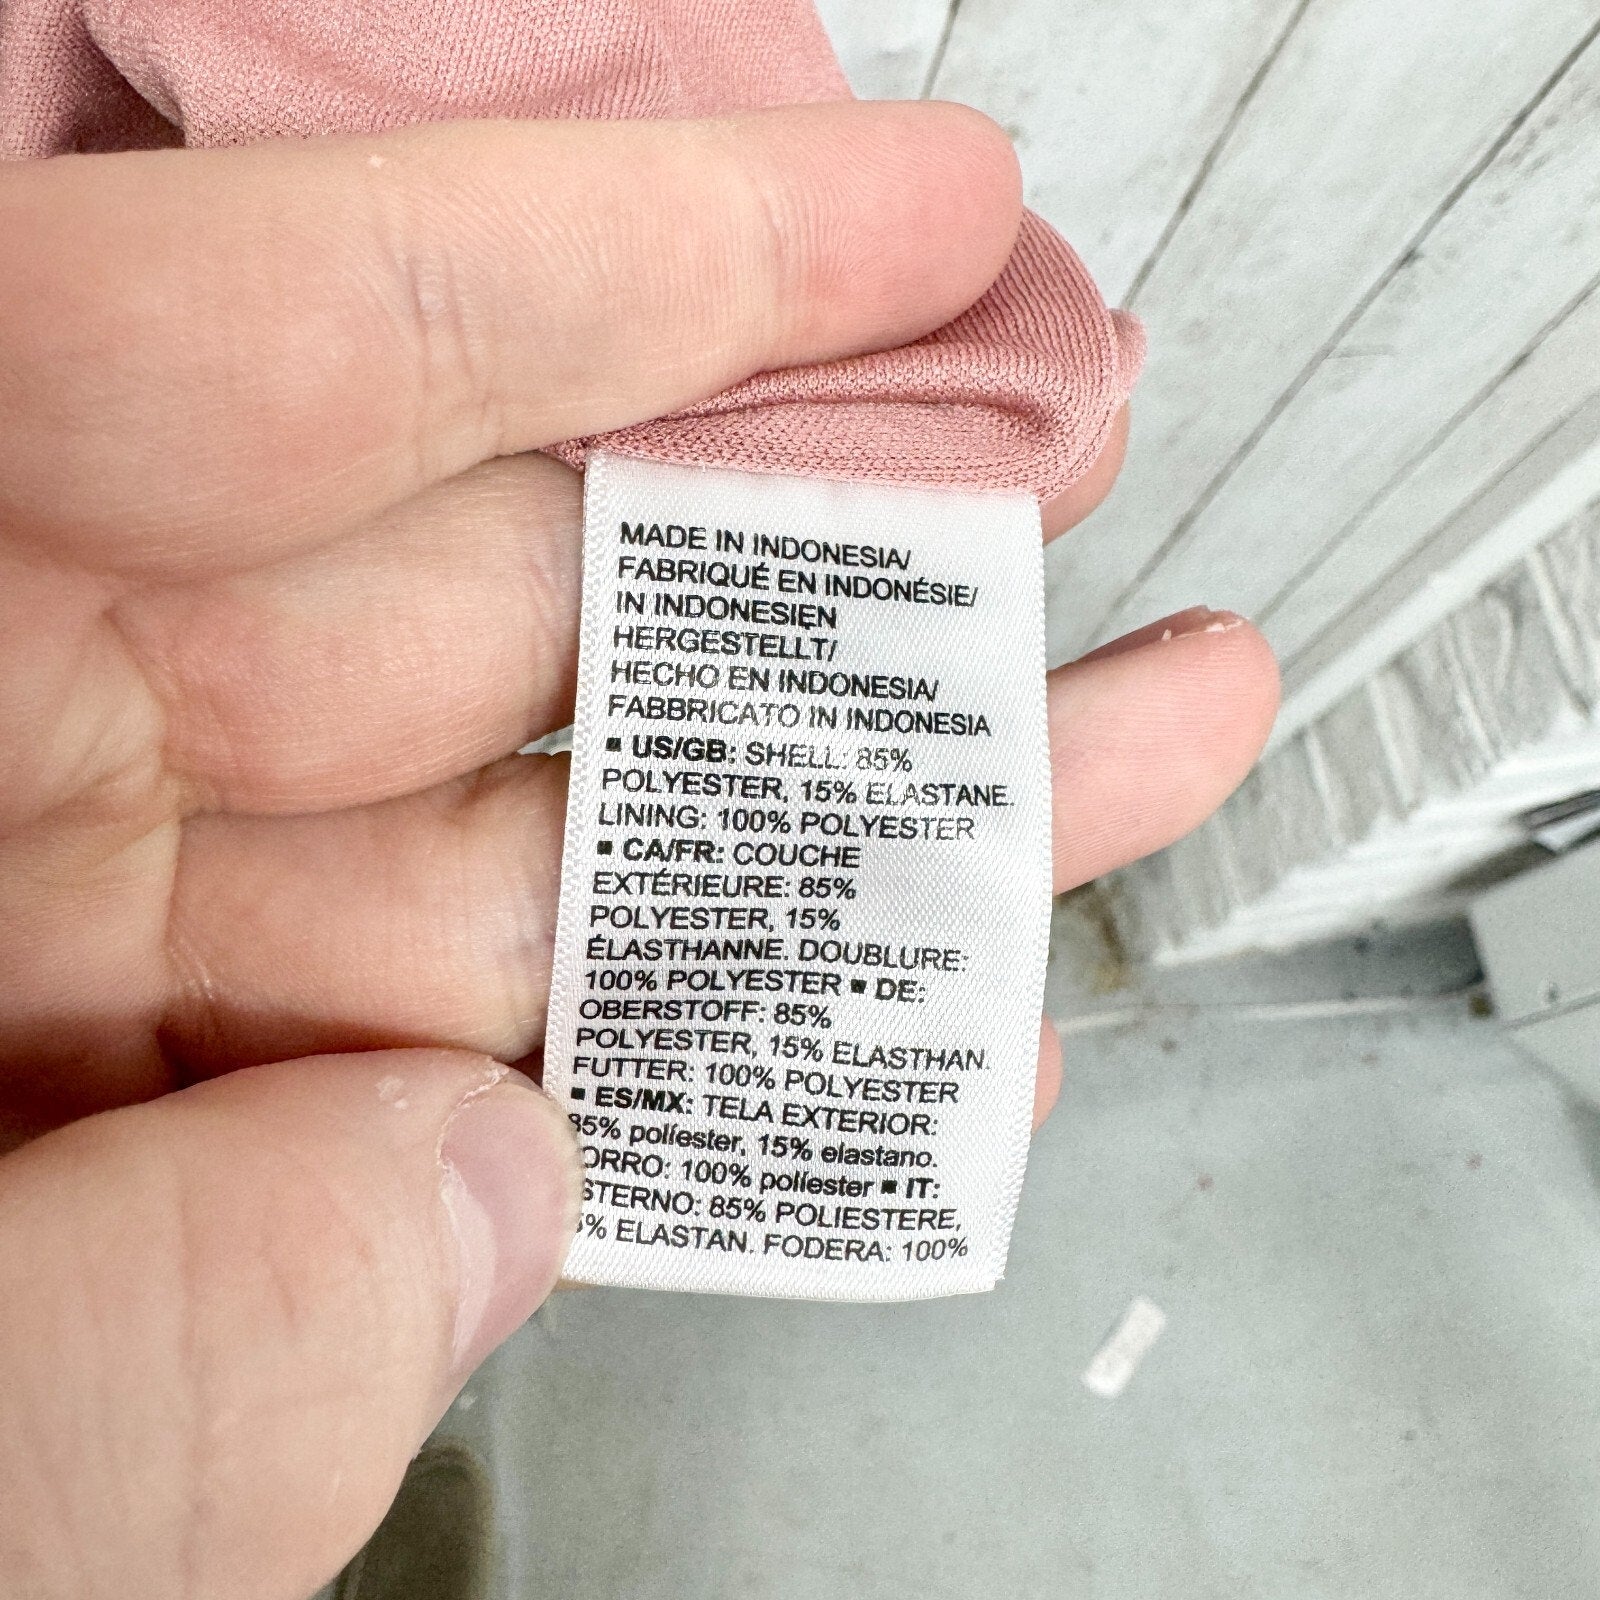 MADE IN INDONESIA/
FABRIQUÉ EN INDONÉSIE/
IN INDONESIEN
HERGESTELLT/
HECHO EN INDONESIA/
FABBRICATO IN INDONESIA
▪ US/GB: SHELL: 85%
POLYESTER, 15% ELASTANE.
LINING: 100% POLYESTER
▪ CA/FR: COUCHE
EXTÉRIEURE: 85%
POLYESTER, 15%
ÉLASTHANNE. DOUBLURE:
100% POLYESTER ▪ DE:
OBERSTOFF: 85%
POLYESTER, 15% ELASTHAN.
FUTTER: 100% POLYESTER
▪ ES/MX: TELA EXTERIOR:
85% políester, 15% elastano.
100% políester ▪ IT:
85% POLIESTERE,
ELASTAN. FODERA: 100%